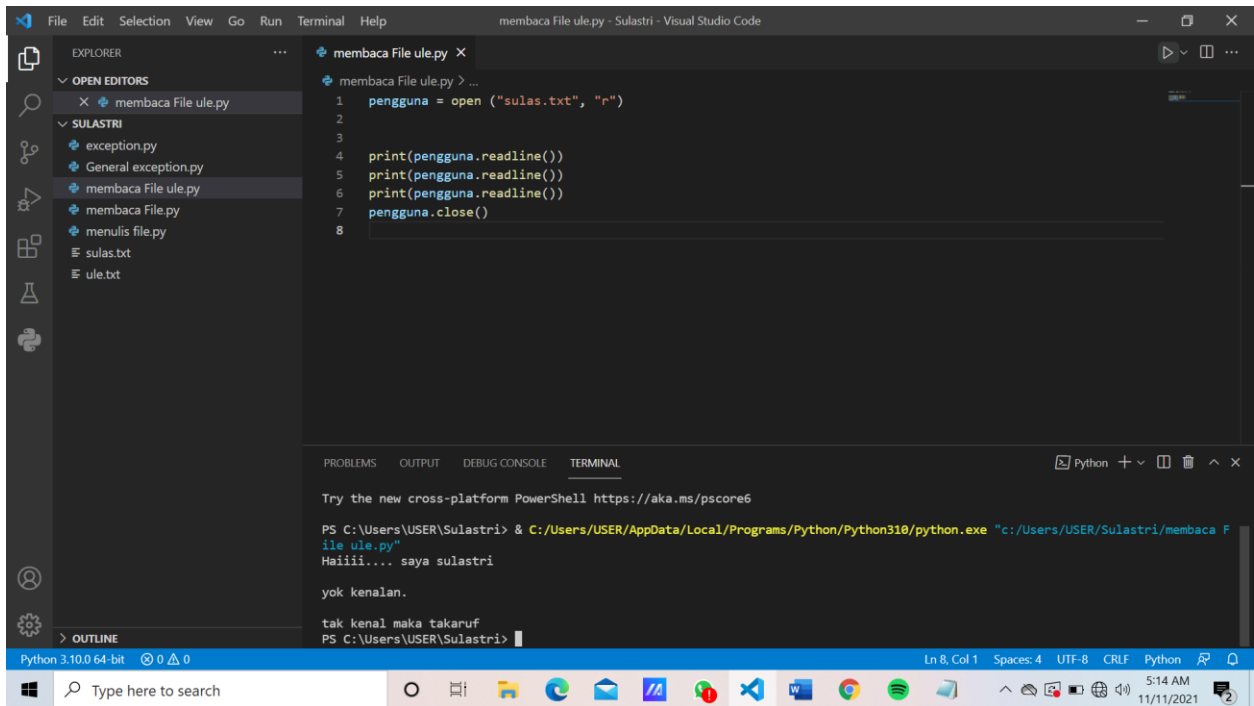 File Edit Selection View Go Run Terminal Help
membaca File ule.py - Sulastri - Visual Studio Code
EXPLORER
OPEN EDITORS
membaca File ule.py
SULASTRI
exception.py
General exception.py
membaca File ule.py
membaca File.py
menulis file.py
sulas.txt
ule.txt
OUTLINE
membaca File ule.py
membaca File ule.py > ...
1 pengguna = open ("sulas.txt", "r")
2
3
4 print(pengguna.readline())
5 print(pengguna.readline())
6 print(pengguna.readline())
7 pengguna.close()
8
PROBLEMS OUTPUT DEBUG CONSOLE TERMINAL
Python
Try the new cross-platform PowerShell https://aka.ms/pscore6
PS C:\Users\USER\Sulastri> & C:/Users/USER/AppData/Local/Programs/Python/Python310/python.exe "c:/Users/USER/Sulastri/membaca F
ile ule.py"
Haiiii.... saya sulastri
yok kenalan.
tak kenal maka takaruf
PS C:\Users\USER\Sulastri>
Python 3.10.0 64-bit 0 0
Ln 8, Col 1 Spaces: 4 UTF-8 CRLF Python
Type here to search
5:14 AM
11/11/2021
2